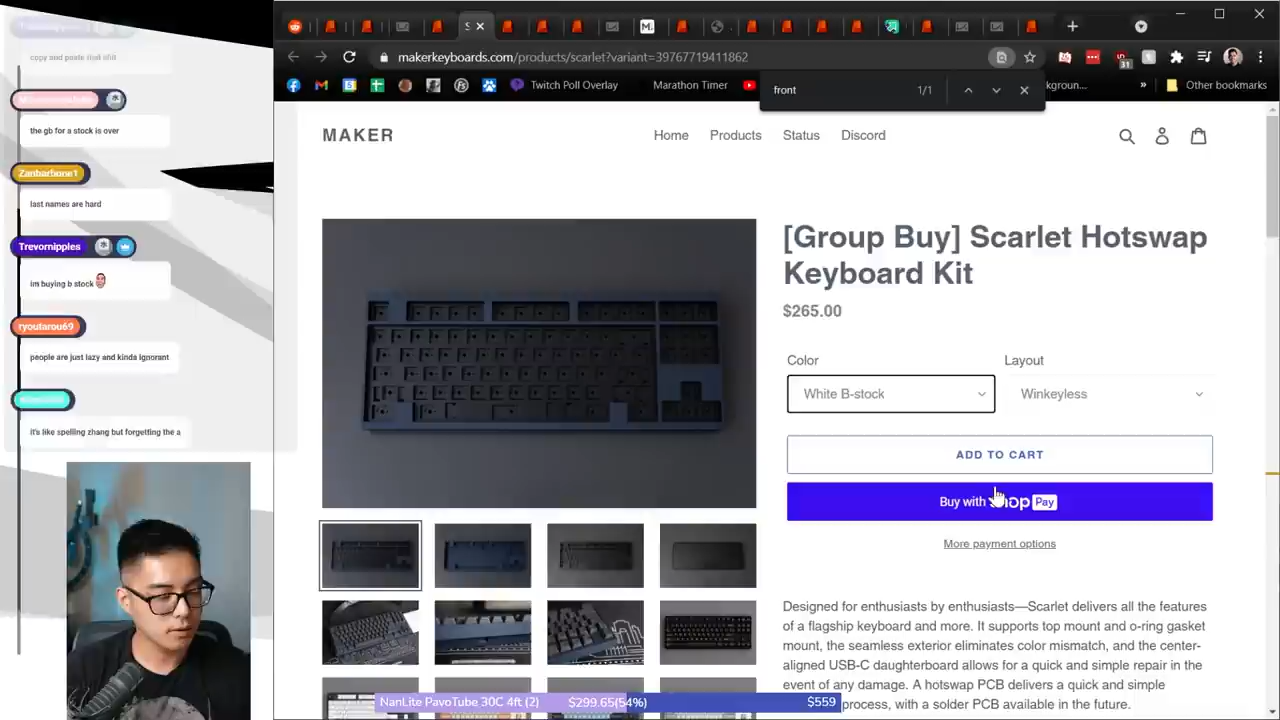 copy and paste that shit
the gb for a stock is over
Zanbarbone1
last names are hard
Trevornipples
im buying b stock
ryoutarou69
people are just lazy and kinda ignorant
it's like spelling zhang but forgetting the a
S
M
makerkeyboards.com/products/scarlet?variant=39767719411862
31
Twitch Poll Overlay
Marathon Timer
kgroun...
»
Other bookmarks
front
1/1
MAKER
Home
Products
Status
Discord
[Group Buy] Scarlet Hotswap
Keyboard Kit
$265.00
Color
Layout
White B-stock
Winkeyless
ADD TO CART
Buy with shop Pay
More payment options
Designed for enthusiasts by enthusiasts—Scarlet delivers all the features
of a flagship keyboard and more. It supports top mount and o-ring gasket
mount, the seamless exterior eliminates color mismatch, and the center-
aligned USB-C daughterboard allows for a quick and simple repair in the
event of any damage. A hotswap PCB delivers a quick and simple
process, with a solder PCB available in the future.
NanLite PavoTube 30C 4ft (2)
$299.65(54%)
$559